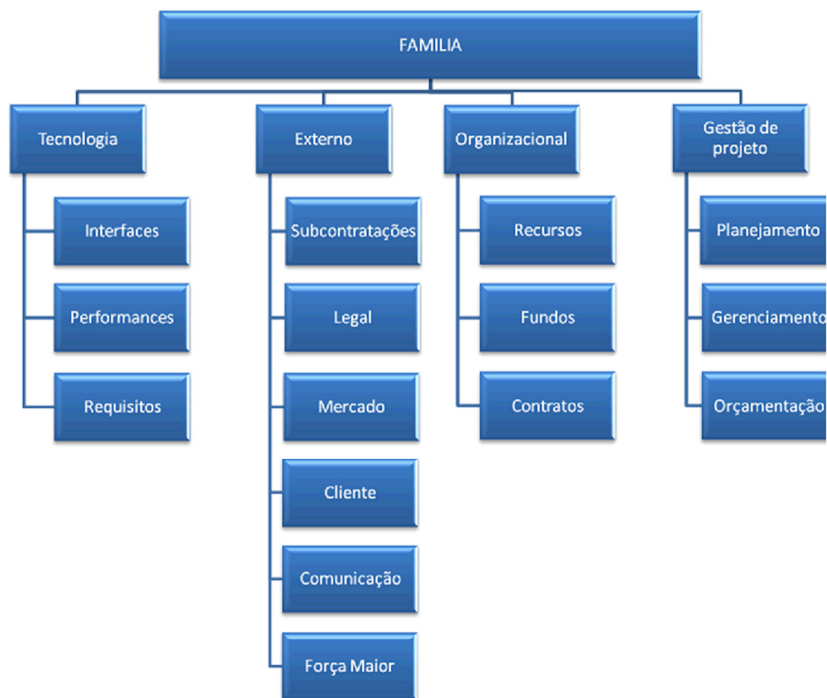 FAMILIA
Tecnologia
Externo
Organizacional
Gestão de
projeto
Interfaces
Performances
Requisitos
Subcontratações
Legal
Mercado
Cliente
Comunicação
Força Maior
Recursos
Fundos
Contratos
Planejamento
Gerenciamento
Orçamentação